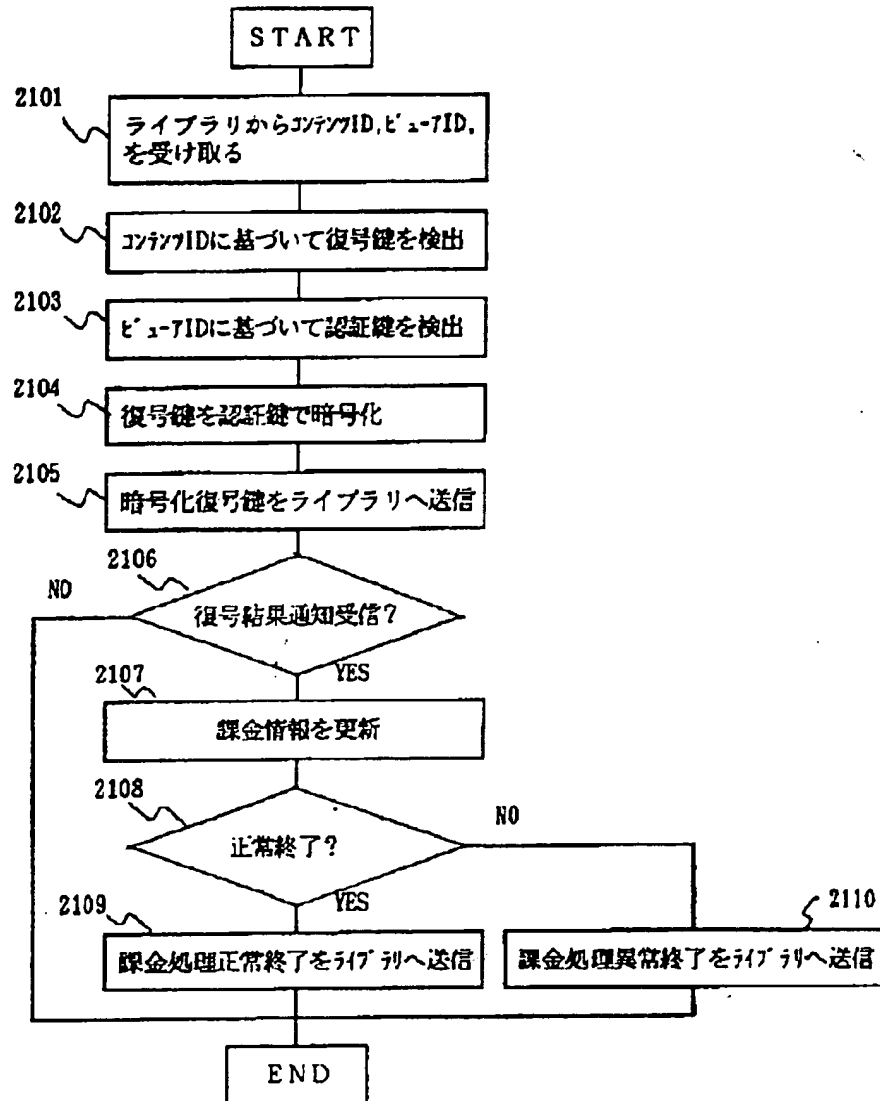 START
2101
ライブラリからコンテンツID,ビューアID,
を受け取る
2102
コンテンツIDに基づいて復号鍵を検出
2103
ビューアIDに基づいて認証鍵を検出
2104
復号鍵を認証鍵で暗号化
2105
暗号化復号鍵をライブラリへ送信
2106
NO
復号結果通知受信?
YES
2107
課金情報を更新
2108
NO
正常終了?
YES
2109
2110
課金処理正常終了をライブラリへ送信
課金処理異常終了をライブラリへ送信
END